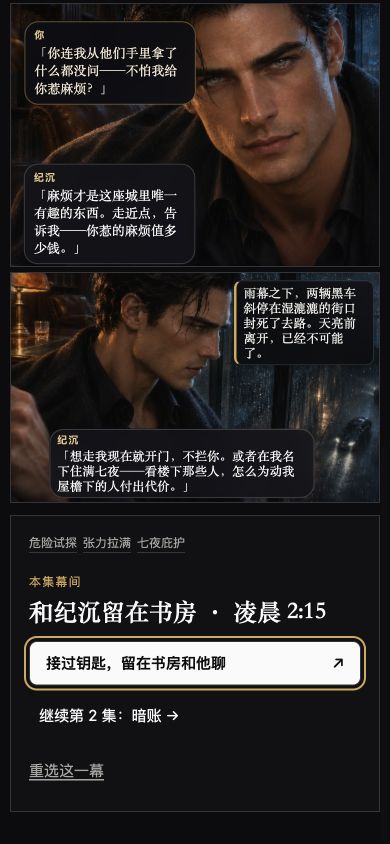 你
「你连我从他们手里拿了
什么都没问——不怕我给
你惹麻烦？」
纪沉
「麻烦才是这座城里唯一
有趣的东西。走近点，告
诉我——你惹的麻烦值多
少钱。」
雨幕之下，两辆黑车
斜停在湿漉漉的街口
封死了去路。天亮前
离开，已经不可能
了。
纪沉
「想走我现在就开门，不拦你。或者在我名
下住满七夜——看楼下那些人，怎么为动我
屋檐下的人付出代价。」
危险试探 张力拉满 七夜庇护
本集幕间
和纪沉留在书房 · 凌晨 2:15
接过钥匙，留在书房和他聊 ↗
继续第 2 集：暗账 →
重选这一幕